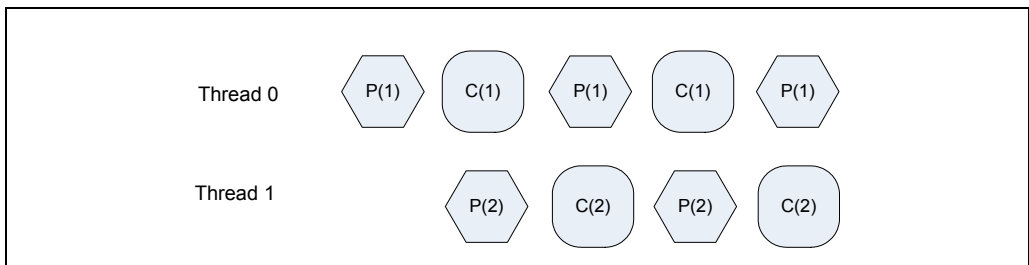 Thread 0 P(1) C(1) P(1) C(1) P(1)
Thread 1 P(2) C(2) P(2) C(2)